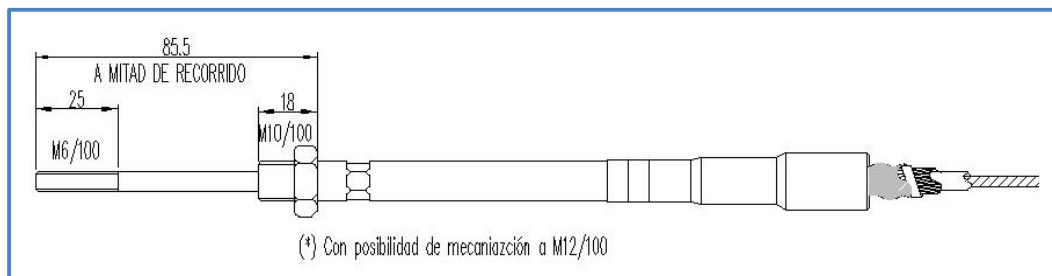 85.5
A MITAD DE RECORRIDO
25
18
M6/100
M10/100
(*) Con posibilidad de mecaniazción a M12/100